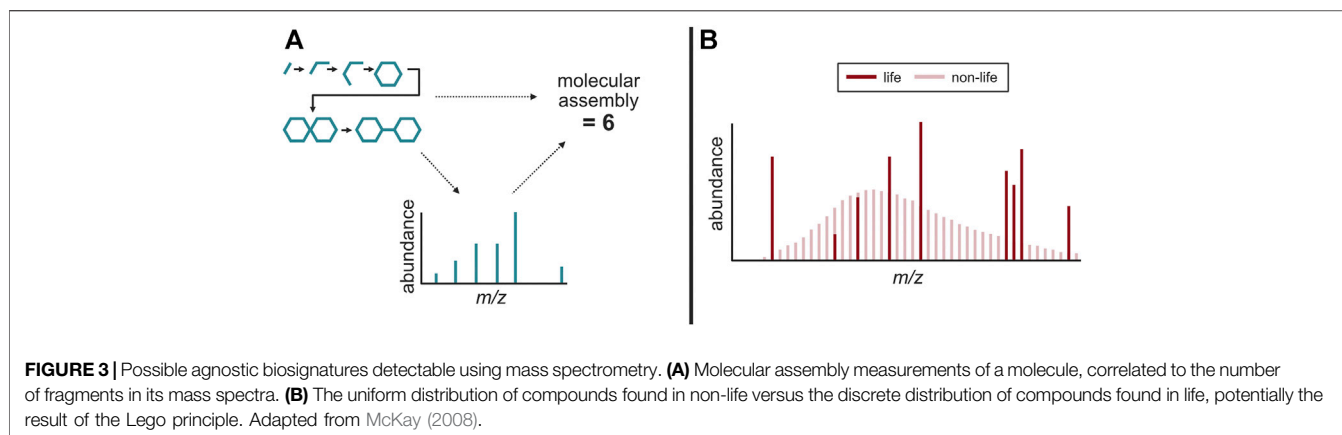 A
molecular
assembly
= 6
abundance
m/z
B
life
non-life
abundance
m/z
FIGURE 3 | Possible agnostic biosignatures detectable using mass spectrometry. (A) Molecular assembly measurements of a molecule, correlated to the number
of fragments in its mass spectra. (B) The uniform distribution of compounds found in non-life versus the discrete distribution of compounds found in life, potentially the
result of the Lego principle. Adapted from McKay (2008).